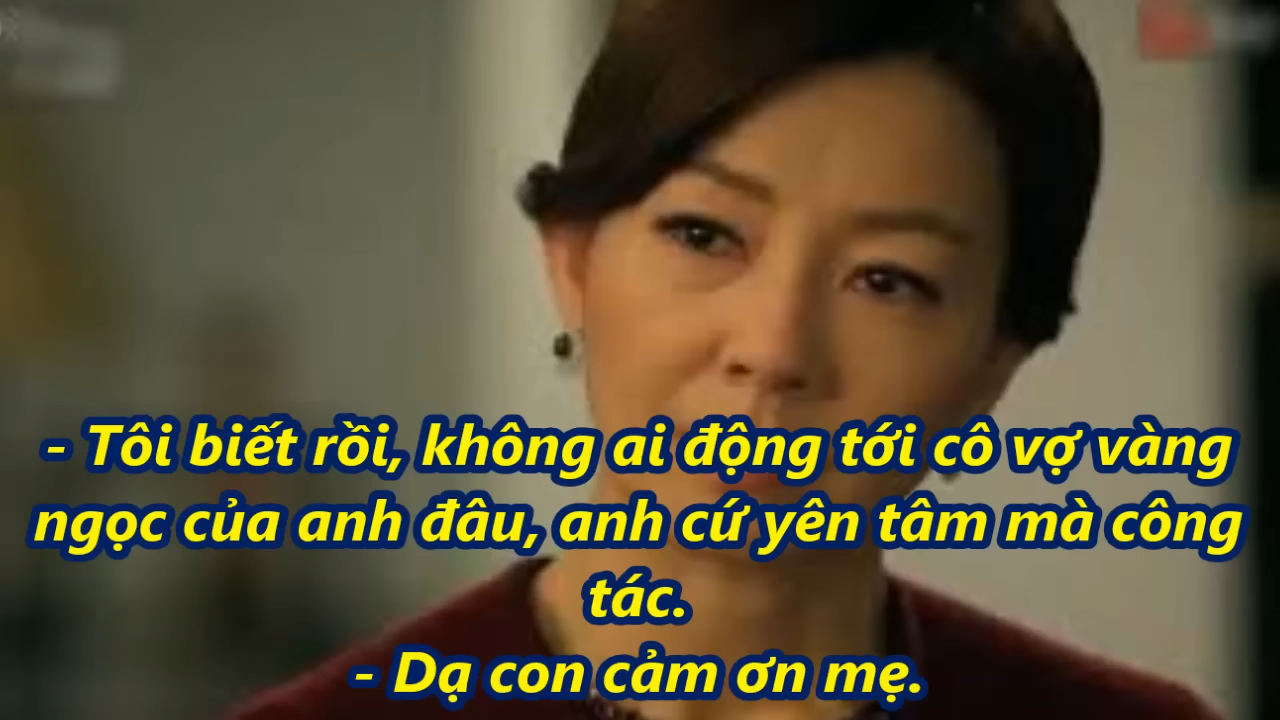 - Tôi biết rồi, không ai động tới cô vợ vàng
ngọc của anh đâu, anh cứ yên tâm mà công
tác.
- Dạ con cảm ơn mẹ.